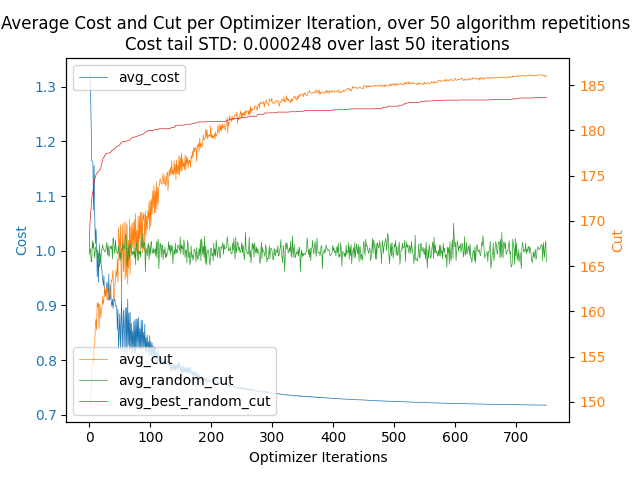 Average Cost and Cut per Optimizer Iteration, over 50 algorithm repetitions
Cost tail STD: 0.000248 over last 50 iterations
avg_cost
1.3
1.2
1.1
1.0
0.9
0.8
0.7
Cost
185
180
175
170
165
160
155
150
Cut
avg_cut
avg_random_cut
avg_best_random_cut
0 100 200 300 400 500 600 700
Optimizer Iterations